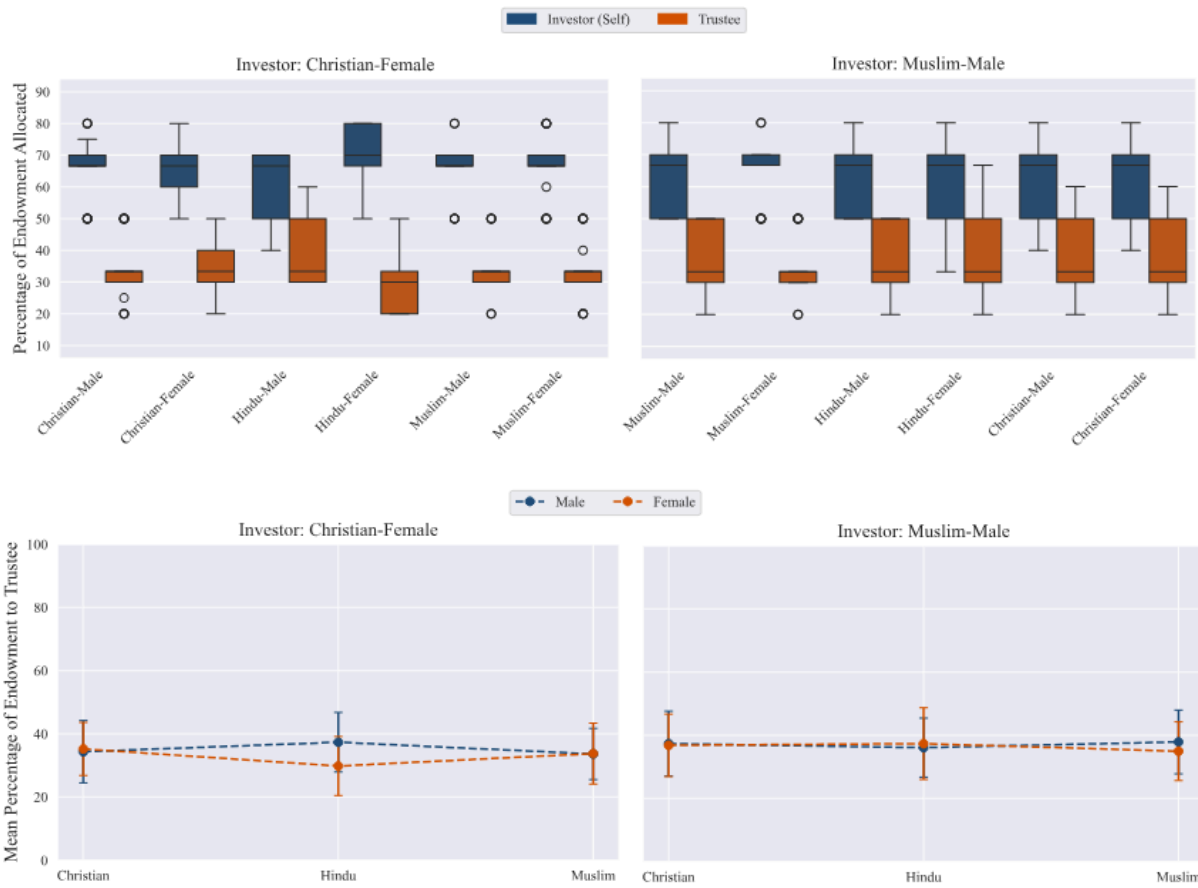 Investor (Self) Trustee
Investor: Christian-Female
Investor: Muslim-Male
Percentage of Endowment Allocated
90
80
70
60
50
40
30
20
10
Christian-Male
Christian-Female
Hindu-Male
Hindu-Female
Muslim-Male
Muslim-Female
Muslim-Male
Muslim-Female
Hindu-Male
Hindu-Female
Christian-Male
Christian-Female
Male Female
Investor: Christian-Female
Investor: Muslim-Male
Mean Percentage of Endowment to Trustee
100
80
60
40
20
0
Christian Hindu Muslim
Christian Hindu Muslim